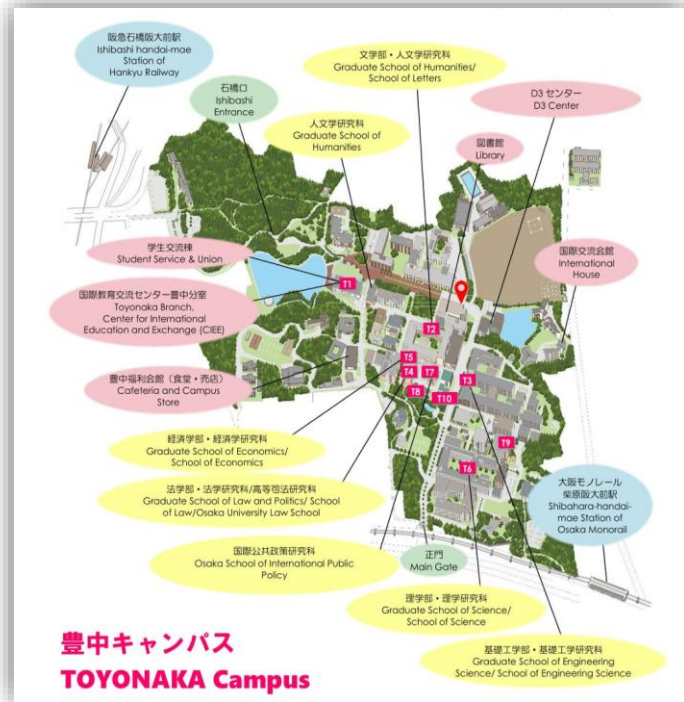 阪急石橋阪大前駅
Ishibashi handai-mae
Station of
Hankyu Railway
石橋口
Ishibashi
Entrance
文学部・人文学研究科
Graduate School of Humanities/
School of Letters
人文学研究科
Graduate School of
Humanities
D3 センター
D3 Center
図書館
Library
学生交流棟
Student Service & Union
国際教育交流センター豊中分室
Toyonaka Branch,
Center for International
Education and Exchange (CIEE)
国際交流会館
International
House
豊中福利会館(食堂・売店)
Cafeteria and Campus
Store
T1
T2
T5
T4
T7
T3
T8
T10
T9
T6
経済学部・経済学研究科
Graduate School of Economics/
School of Economics
法学部・法学研究科/高等司法研究科
Graduate School of Law and Politics/ School
of Law/Osaka University Law School
国際公共政策研究科
Osaka School of International Public
Policy
正門
Main Gate
大阪モノレール
柴原阪大前駅
Shibahara-handai-
mae Station of
Osaka Monorail
理学部・理学研究科
Graduate School of Science/
School of Science
基礎工学部・基礎工学研究科
Graduate School of Engineering
Science/ School of Engineering Science
豊中キャンパス
TOYONAKA Campus